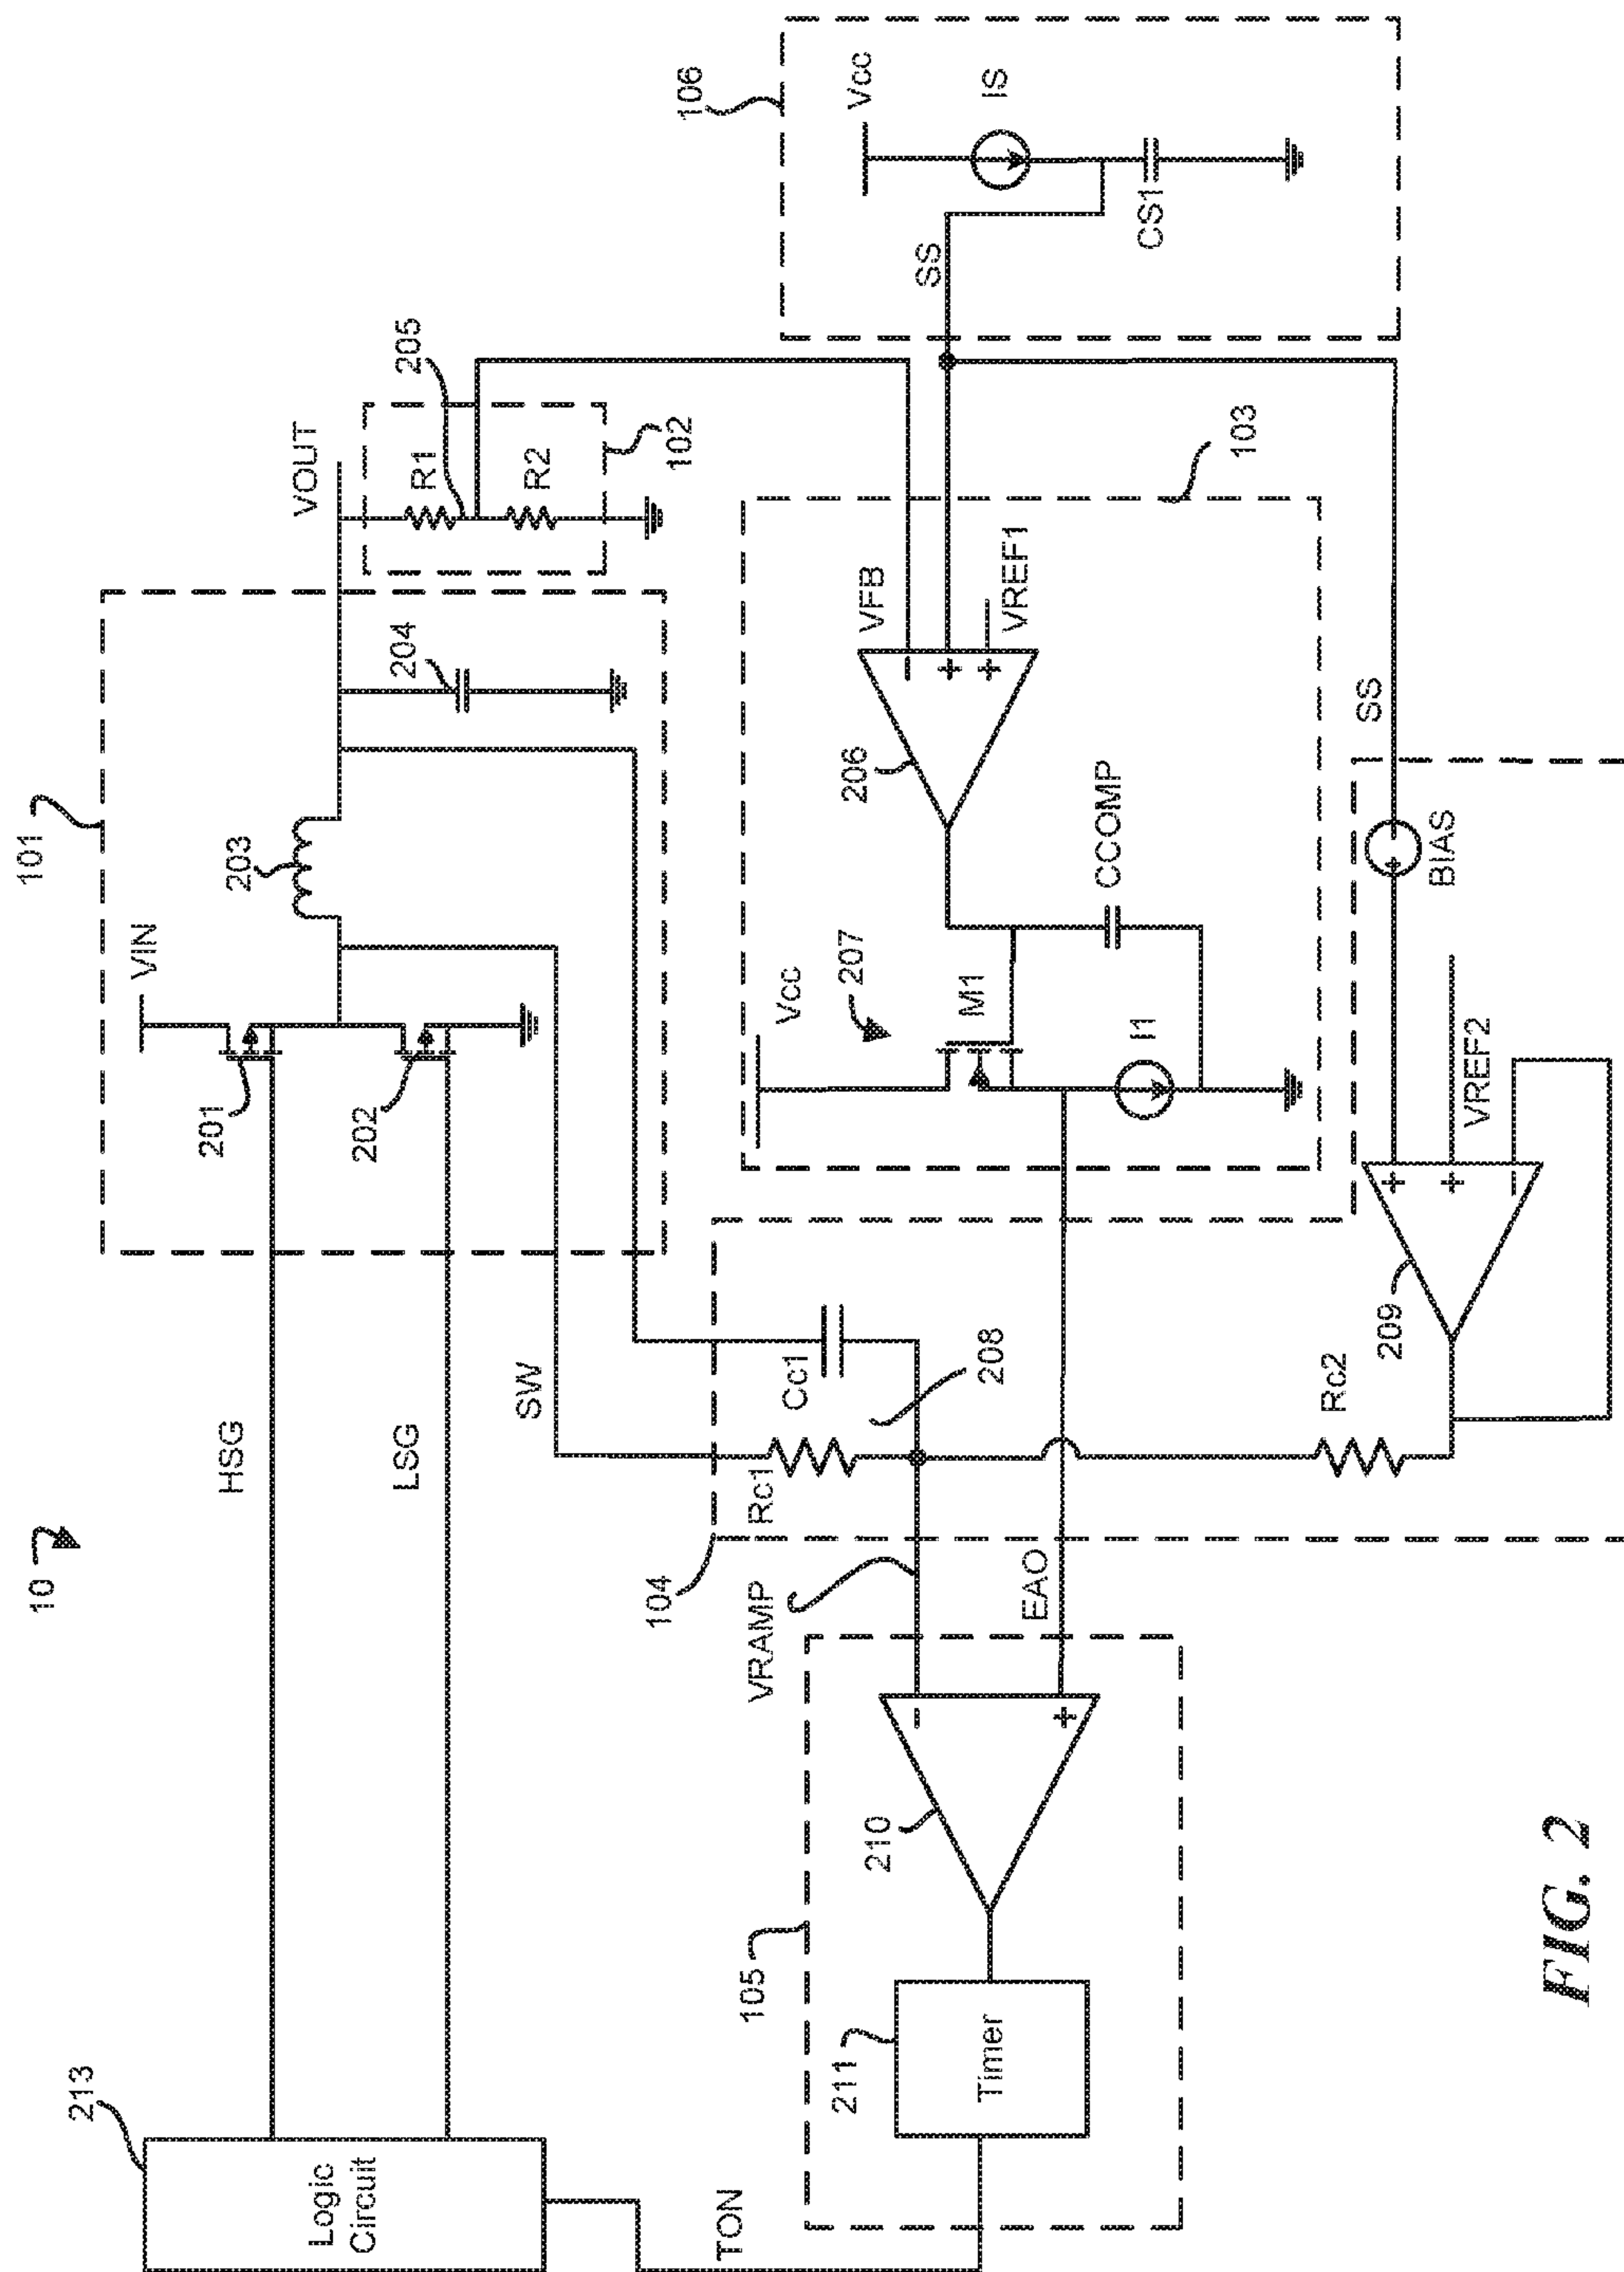 10
101
VIN
201
202
203
204
VOUT
R1
205
R2
102
213
Logic
Circuit
HSG
LSG
SW
106
Vcc
IS
CS1
SS
103
VFB
VREF1
206
Vcc
207
M1
I1
CCOMP
104
Rc1
Cc1
208
Rc2
209
VREF2
BIAS
SS
VRAMP
EAO
105
210
211
Timer
TON
+
+
+
+
+
+
−
−
−
−
FIG. 2